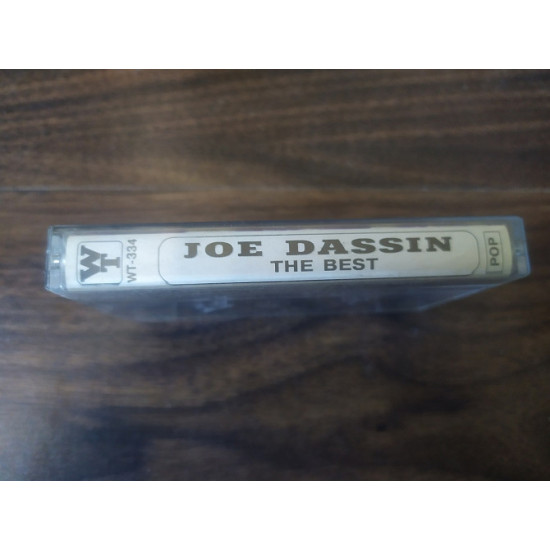 WT
WT-334
JOE DASSIN
THE BEST
POP